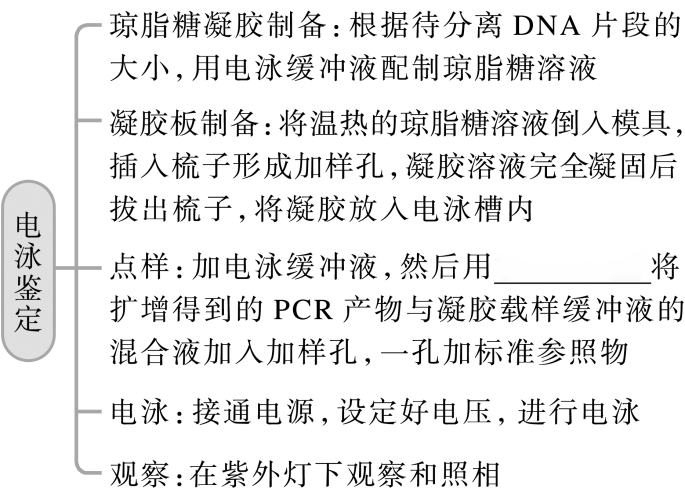 电泳鉴定
琼脂糖凝胶制备:根据待分离 DNA 片段的
大小,用电泳缓冲液配制琼脂糖溶液
凝胶板制备:将温热的琼脂糖溶液倒入模具,
插入梳子形成加样孔,凝胶溶液完全凝固后
拔出梳子,将凝胶放入电泳槽内
点样:加电泳缓冲液,然后用__________将
扩增得到的 PCR 产物与凝胶载样缓冲液的
混合液加入加样孔,一孔加标准参照物
电泳:接通电源,设定好电压,进行电泳
观察:在紫外灯下观察和照相